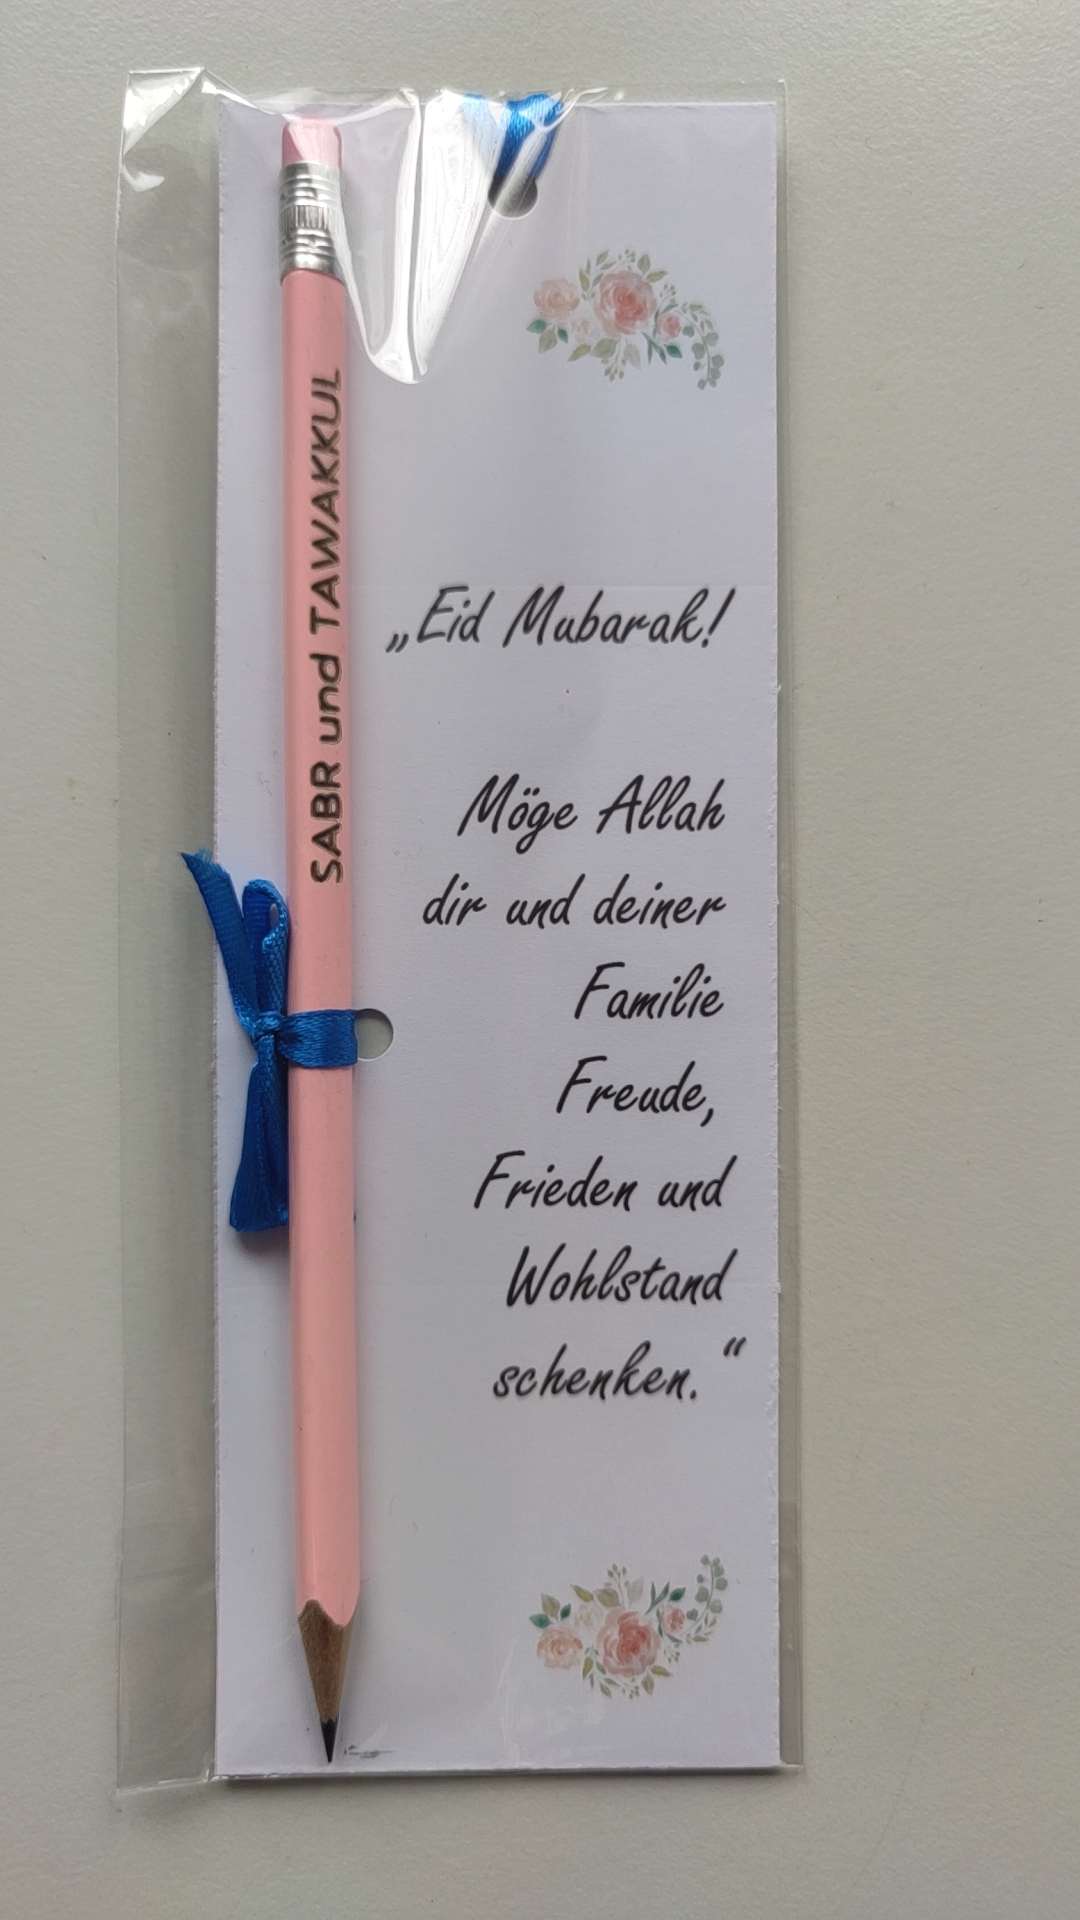 SABR und TAWAKKUL
„Eid Mubarak!
Möge Allah
dir und deiner
Familie
Freude,
Frieden und
Wohlstand
schenken.“